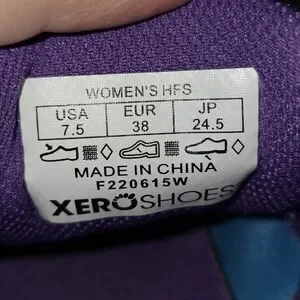 WOMEN'S HFS
USA EUR JP
7.5 38 24.5
MADE IN CHINA
F220615W
XEROSHOES